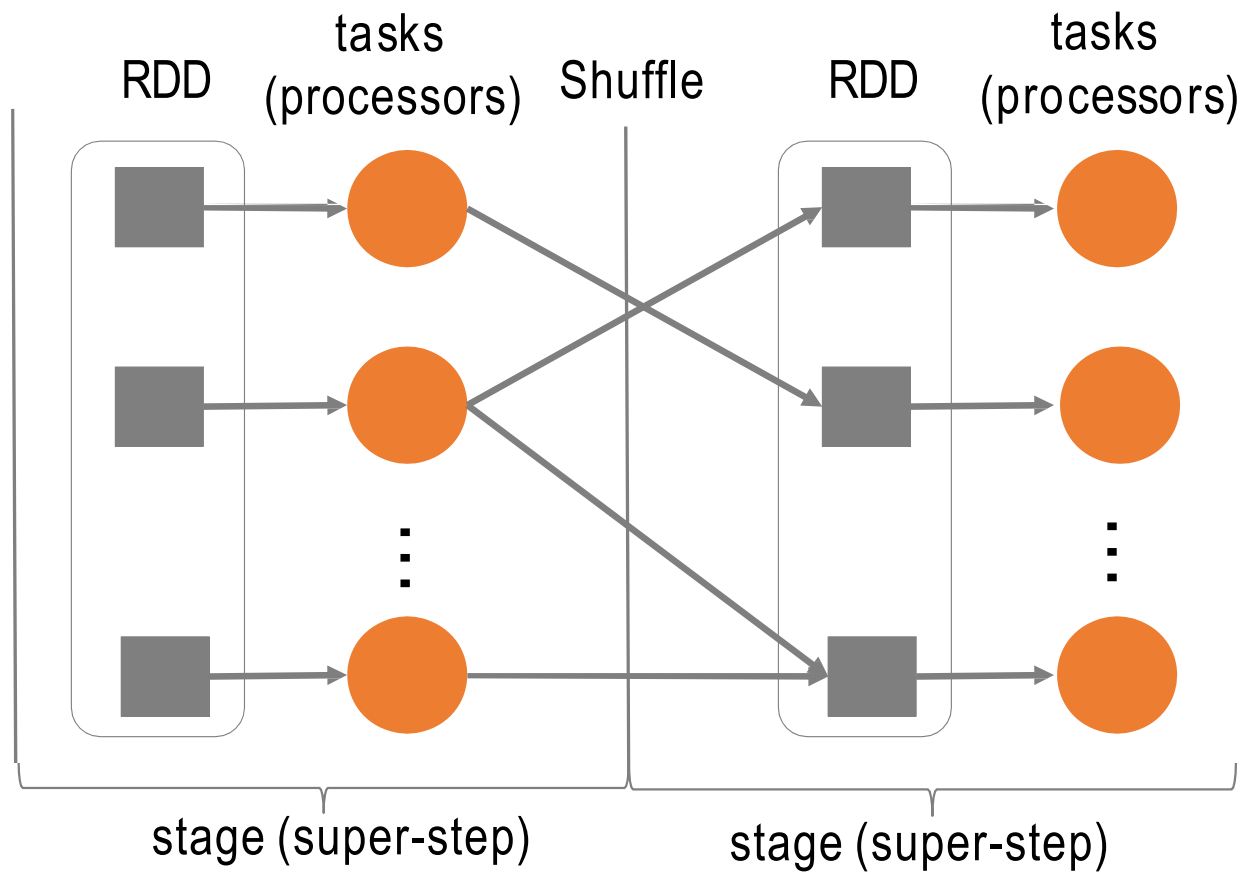 RDD
tasks
(processors)
Shuffle
RDD
tasks
(processors)
stage (super-step)
stage (super-step)